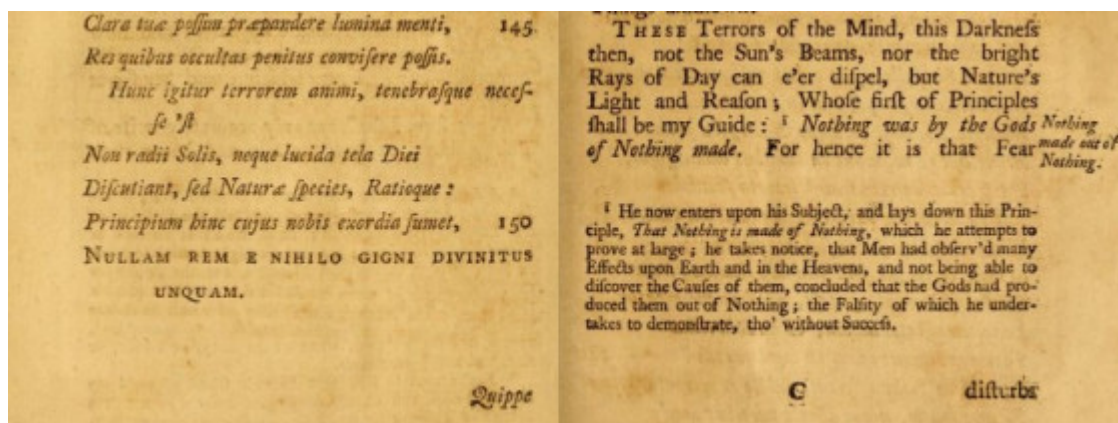 Clara tuæ poſſim præpandere lumina menti, 145
Res quibus occultas penitus conviſere poſſis.
Hunc igitur terrorem animi, tenebraſque neceſ-
ſe 'ſt
Non radii Solis, neque lucida tela Diei
Diſcutiant, ſed Naturæ ſpecies, Ratioque:
Principium hinc cujus nobis exordia ſumet, 150
NULLAM REM E NIHILO GIGNI DIVINITUS
UNQUAM.
Quippe
THESE Terrors of the Mind, this Darkneſs
then, not the Sun's Beams, nor the bright
Rays of Day can e'er diſpel, but Nature's
Light and Reaſon; Whoſe firſt of Principles
ſhall be my Guide: ⁱ Nothing was by the Gods
of Nothing made. For hence it is that Fear
Nothing
made out of
Nothing.
ⁱ He now enters upon his Subject, and lays down this Prin-
ciple, That Nothing is made of Nothing, which he attempts to
prove at large; he takes notice, that Men had obſerv'd many
Effects upon Earth and in the Heavens, and not being able to
diſcover the Cauſes of them, concluded that the Gods had pro-
duced them out of Nothing; the Falſity of which he under-
takes to demonſtrate, tho' without Succeſs.
C
diſturbs